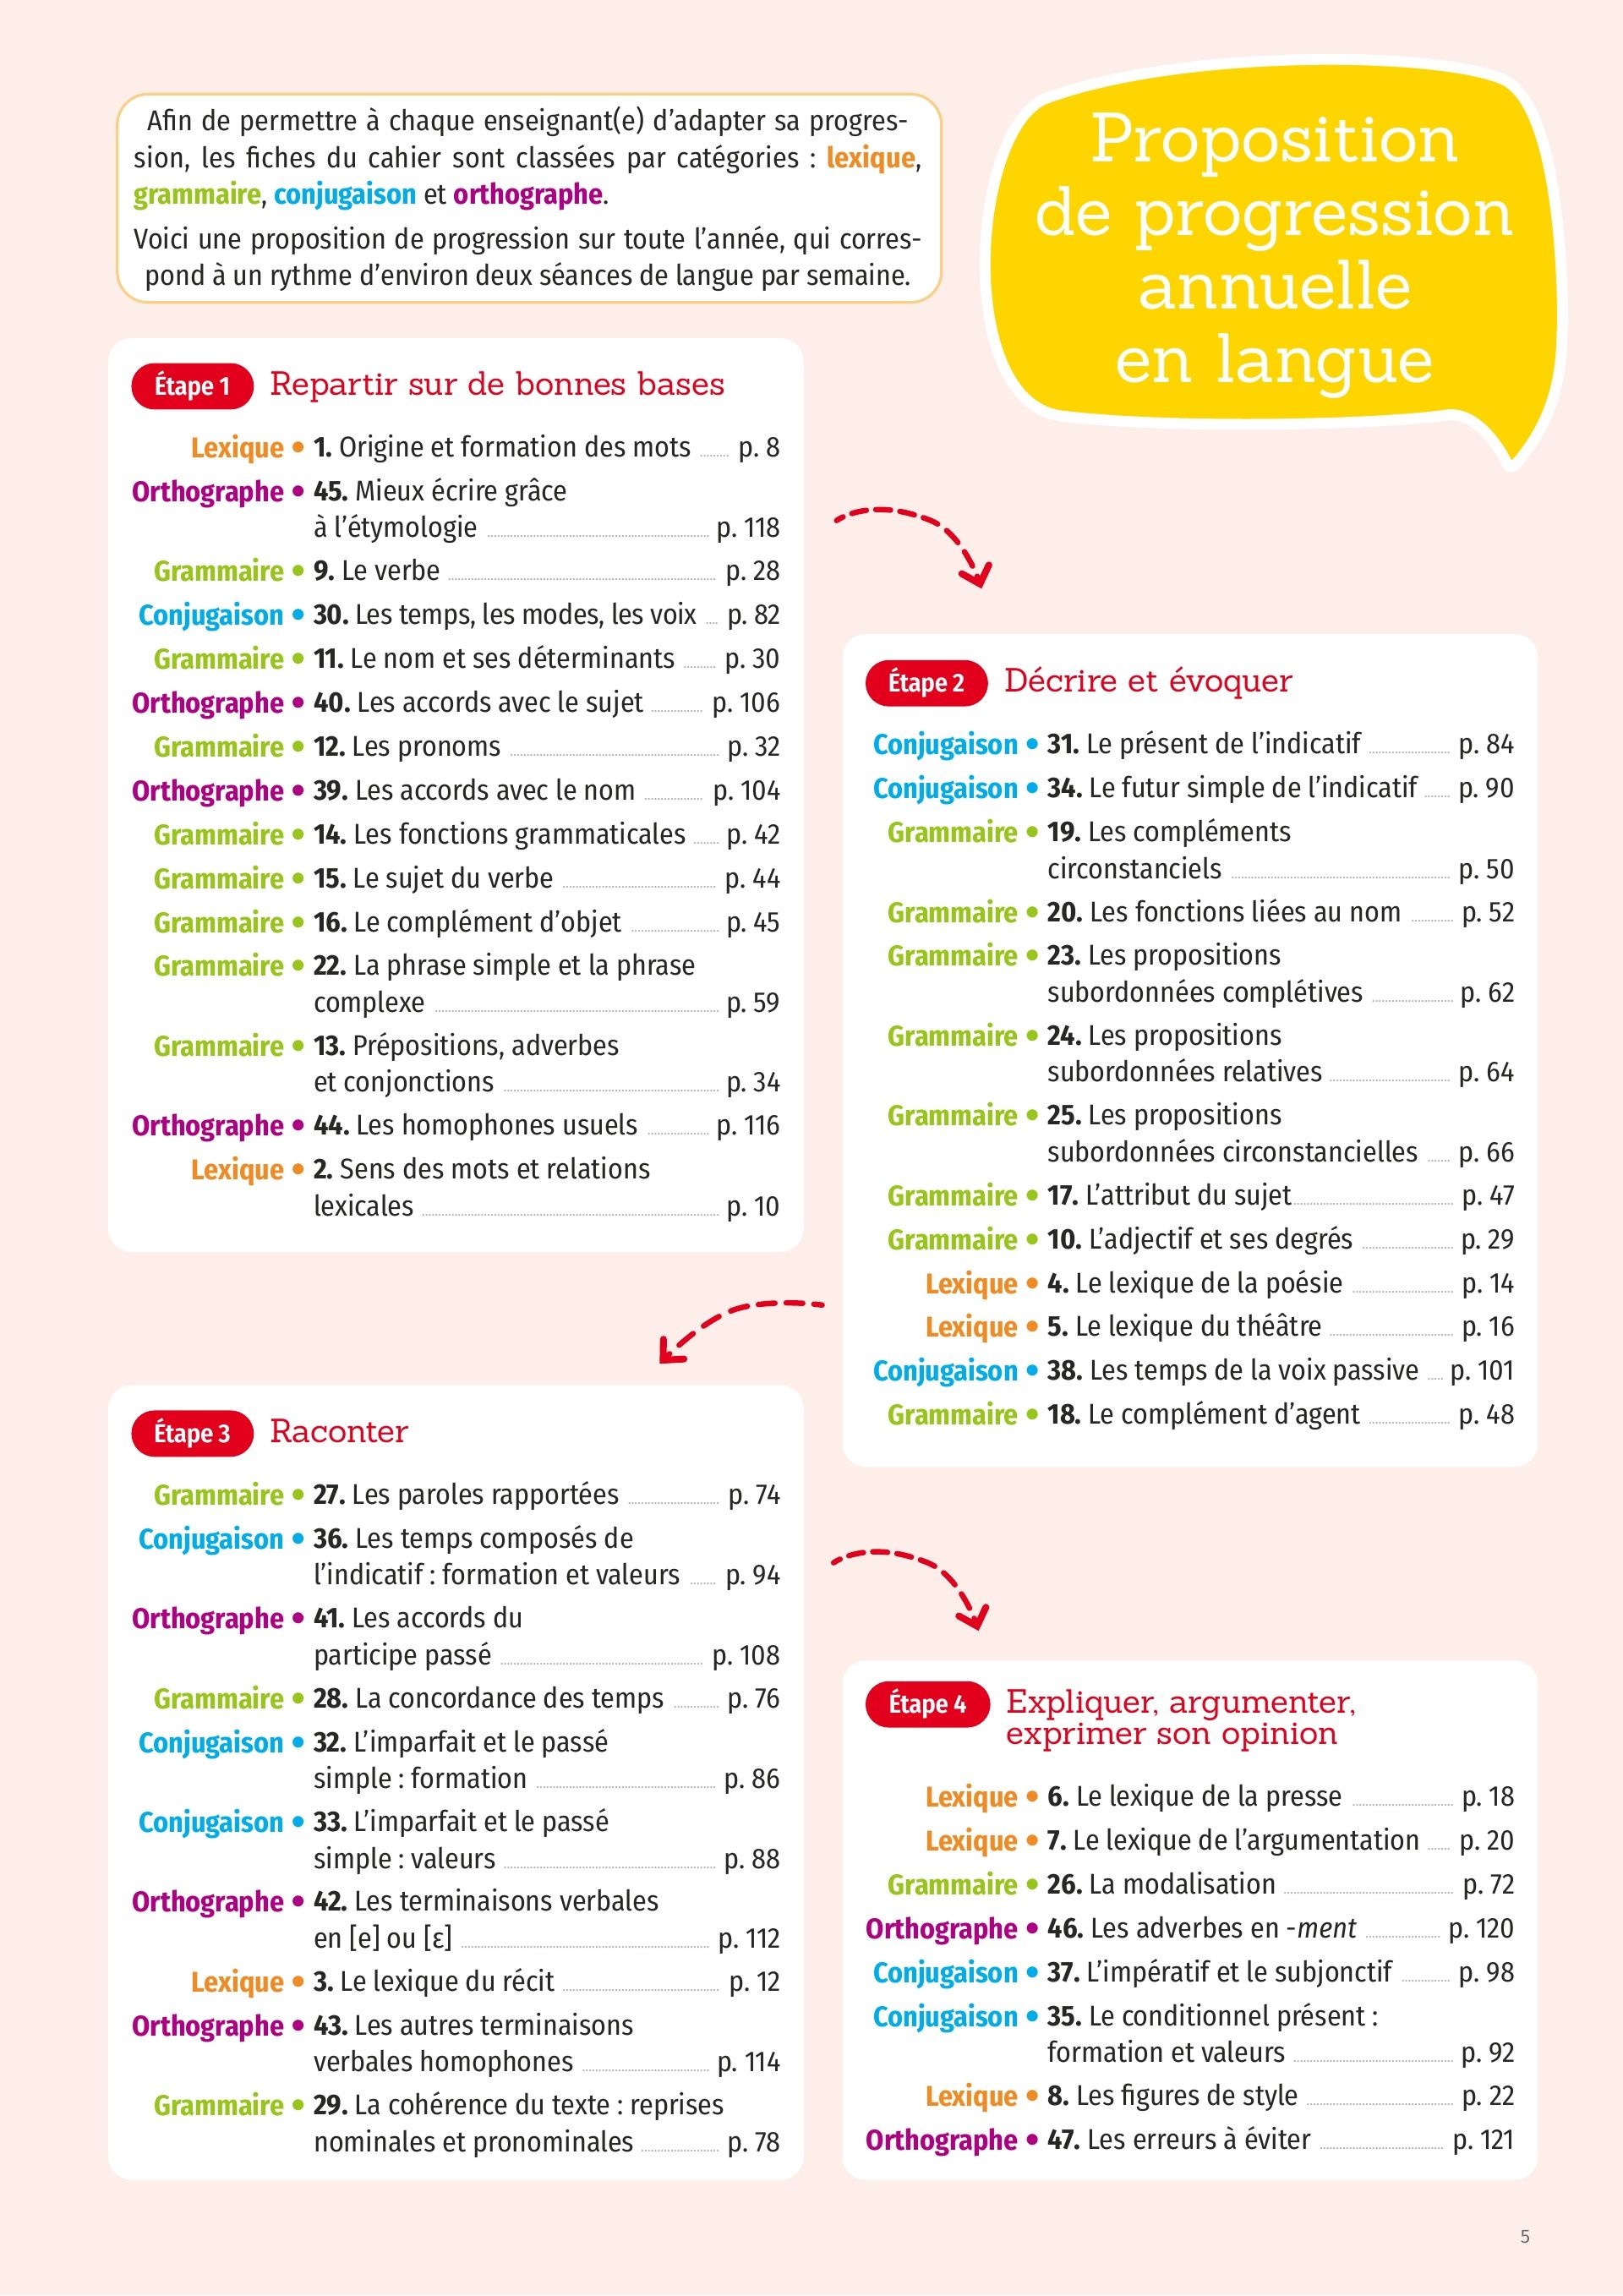 Afin de permettre à chaque enseignant(e) d'adapter sa progres-
sion, les fiches du cahier sont classées par catégories : lexique,
grammaire, conjugaison et orthographe.
Voici une proposition de progression sur toute l'année, qui corres-
pond à un rythme d'environ deux séances de langue par semaine.
Proposition
de progression
annuelle
en langue
Étape 1 Repartir sur de bonnes bases
Lexique • 1. Origine et formation des mots p. 8
Orthographe • 45. Mieux écrire grâce
à l'étymologie p. 118
Grammaire • 9. Le verbe p. 28
Conjugaison • 30. Les temps, les modes, les voix p. 82
Grammaire • 11. Le nom et ses déterminants p. 30
Orthographe • 40. Les accords avec le sujet p. 106
Grammaire • 12. Les pronoms p. 32
Orthographe • 39. Les accords avec le nom p. 104
Grammaire • 14. Les fonctions grammaticales p. 42
Grammaire • 15. Le sujet du verbe p. 44
Grammaire • 16. Le complément d'objet p. 45
Grammaire • 22. La phrase simple et la phrase
complexe p. 59
Grammaire • 13. Prépositions, adverbes
et conjonctions p. 34
Orthographe • 44. Les homophones usuels p. 116
Lexique • 2. Sens des mots et relations
lexicales p. 10
Étape 2 Décrire et évoquer
Conjugaison • 31. Le présent de l'indicatif p. 84
Conjugaison • 34. Le futur simple de l'indicatif p. 90
Grammaire • 19. Les compléments
circonstanciels p. 50
Grammaire • 20. Les fonctions liées au nom p. 52
Grammaire • 23. Les propositions
subordonnées complétives p. 62
Grammaire • 24. Les propositions
subordonnées relatives p. 64
Grammaire • 25. Les propositions
subordonnées circonstancielles p. 66
Grammaire • 17. L'attribut du sujet p. 47
Grammaire • 10. L'adjectif et ses degrés p. 29
Lexique • 4. Le lexique de la poésie p. 14
Lexique • 5. Le lexique du théâtre p. 16
Conjugaison • 38. Les temps de la voix passive p. 101
Grammaire • 18. Le complément d'agent p. 48
Étape 3 Raconter
Grammaire • 27. Les paroles rapportées p. 74
Conjugaison • 36. Les temps composés de
l'indicatif : formation et valeurs p. 94
Orthographe • 41. Les accords du
participe passé p. 108
Grammaire • 28. La concordance des temps p. 76
Conjugaison • 32. L'imparfait et le passé
simple : formation p. 86
Conjugaison • 33. L'imparfait et le passé
simple : valeurs p. 88
Orthographe • 42. Les terminaisons verbales
en [e] ou [ɛ] p. 112
Lexique • 3. Le lexique du récit p. 12
Orthographe • 43. Les autres terminaisons
verbales homophones p. 114
Grammaire • 29. La cohérence du texte : reprises
nominales et pronominales p. 78
Étape 4 Expliquer, argumenter,
exprimer son opinion
Lexique • 6. Le lexique de la presse p. 18
Lexique • 7. Le lexique de l'argumentation p. 20
Grammaire • 26. La modalisation p. 72
Orthographe • 46. Les adverbes en -ment p. 120
Conjugaison • 37. L'impératif et le subjonctif p. 98
Conjugaison • 35. Le conditionnel présent :
formation et valeurs p. 92
Lexique • 8. Les figures de style p. 22
Orthographe • 47. Les erreurs à éviter p. 121
5